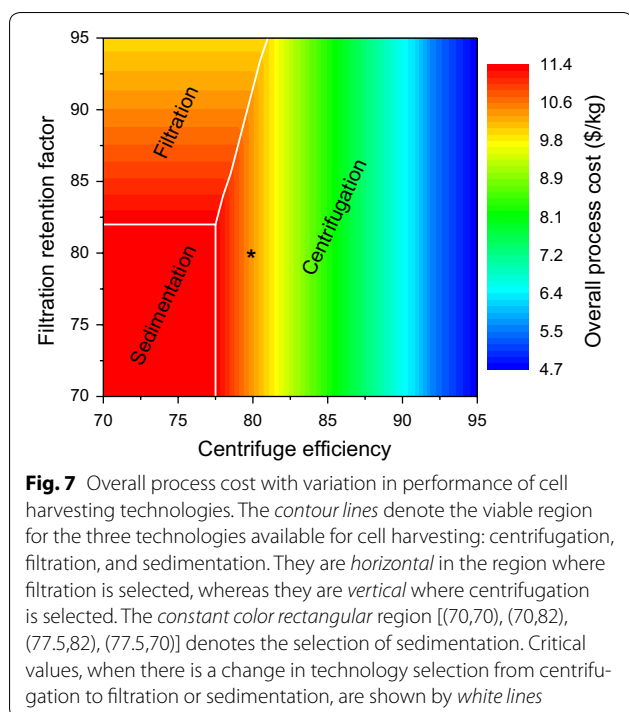 95
90
85
80
75
70
Filtration retention factor
Filtration
Sedimentation
*
Centrifugation
70 75 80 85 90 95
Centrifuge efficiency
11.4
10.6
9.8
8.9
8.1
7.2
6.4
5.5
4.7
Overall process cost ($/kg)
Fig. 7 Overall process cost with variation in performance of cell
harvesting technologies. The contour lines denote the viable region
for the three technologies available for cell harvesting: centrifugation,
filtration, and sedimentation. They are horizontal in the region where
filtration is selected, whereas they are vertical where centrifugation
is selected. The constant color rectangular region [(70,70), (70,82),
(77.5,82), (77.5,70)] denotes the selection of sedimentation. Critical
values, when there is a change in technology selection from centrifu-
gation to filtration or sedimentation, are shown by white lines